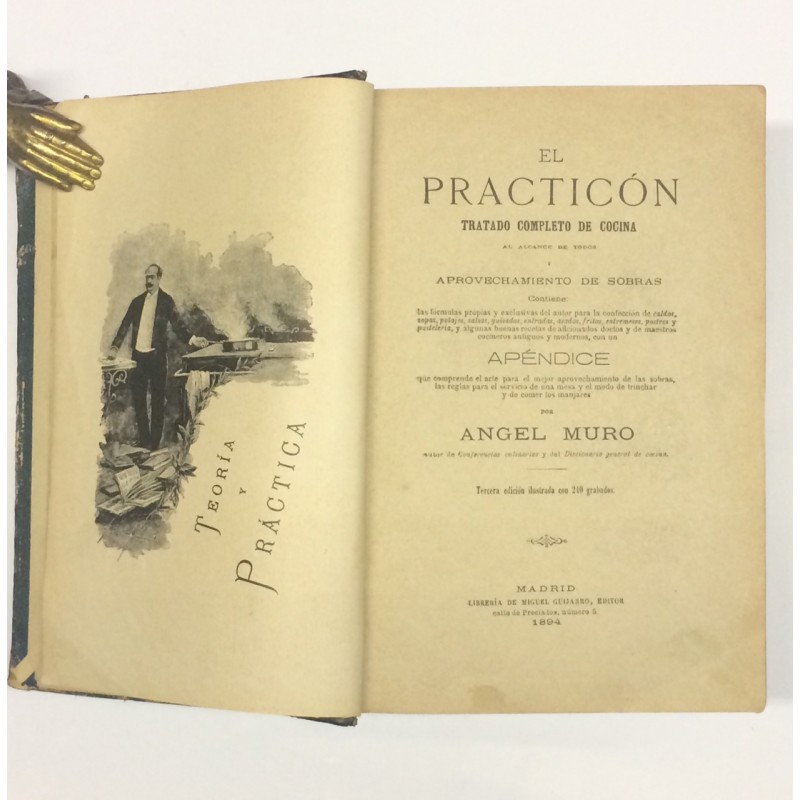 TEORÍA
Y
PRÁCTICA
EL
PRACTICÓN
TRATADO COMPLETO DE COCINA
AL ALCANCE DE TODOS
Y
APROVECHAMIENTO DE SOBRAS
Contiene:
las fórmulas propias y exclusivas del autor para la confección de caldos,
sopas, potajes, salsas, guisados, entradas, asados, fritos, entremeses, postres y
pastelería, y algunas buenas recetas de aficionados doctos y de maestros
cocineros antiguos y modernos, con un
APÉNDICE
que comprende el arte para el mejor aprovechamiento de las sobras,
las reglas para el servicio de una mesa y el modo de trinchar
y de comer los manjares
POR
ANGEL MURO
Autor de Conferencias culinarias y del Diccionario general de cocina.
Tercera edición ilustrada con 240 grabados.
MADRID
LIBRERÍA DE MIGUEL GUIJARRO, EDITOR
calle de Preciados, número 5.
1894